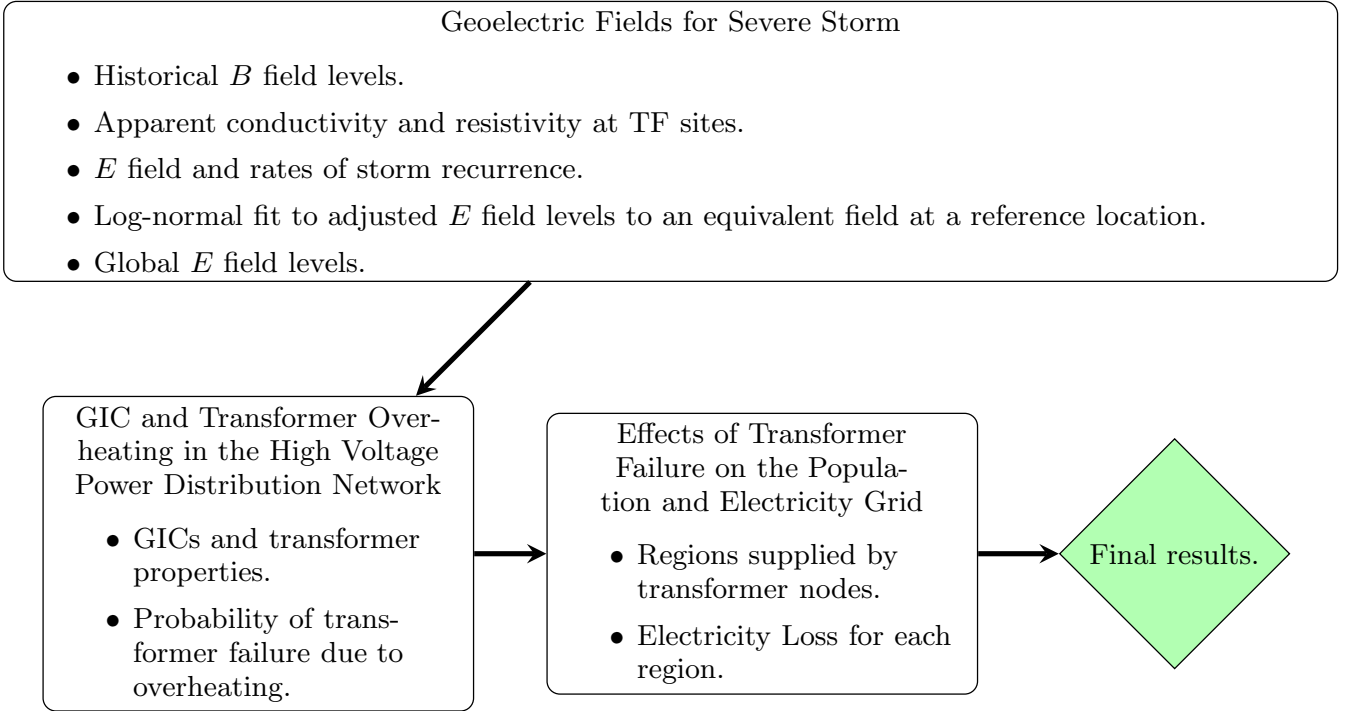 Geoelectric Fields for Severe Storm
• Historical B field levels.
• Apparent conductivity and resistivity at TF sites.
• E field and rates of storm recurrence.
• Log-normal fit to adjusted E field levels to an equivalent field at a reference location.
• Global E field levels.
GIC and Transformer Over-
heating in the High Voltage
Power Distribution Network
• GICs and transformer
properties.
• Probability of trans-
former failure due to
overheating.
Effects of Transformer
Failure on the Popula-
tion and Electricity Grid
• Regions supplied by
transformer nodes.
• Electricity Loss for each
region.
Final results.